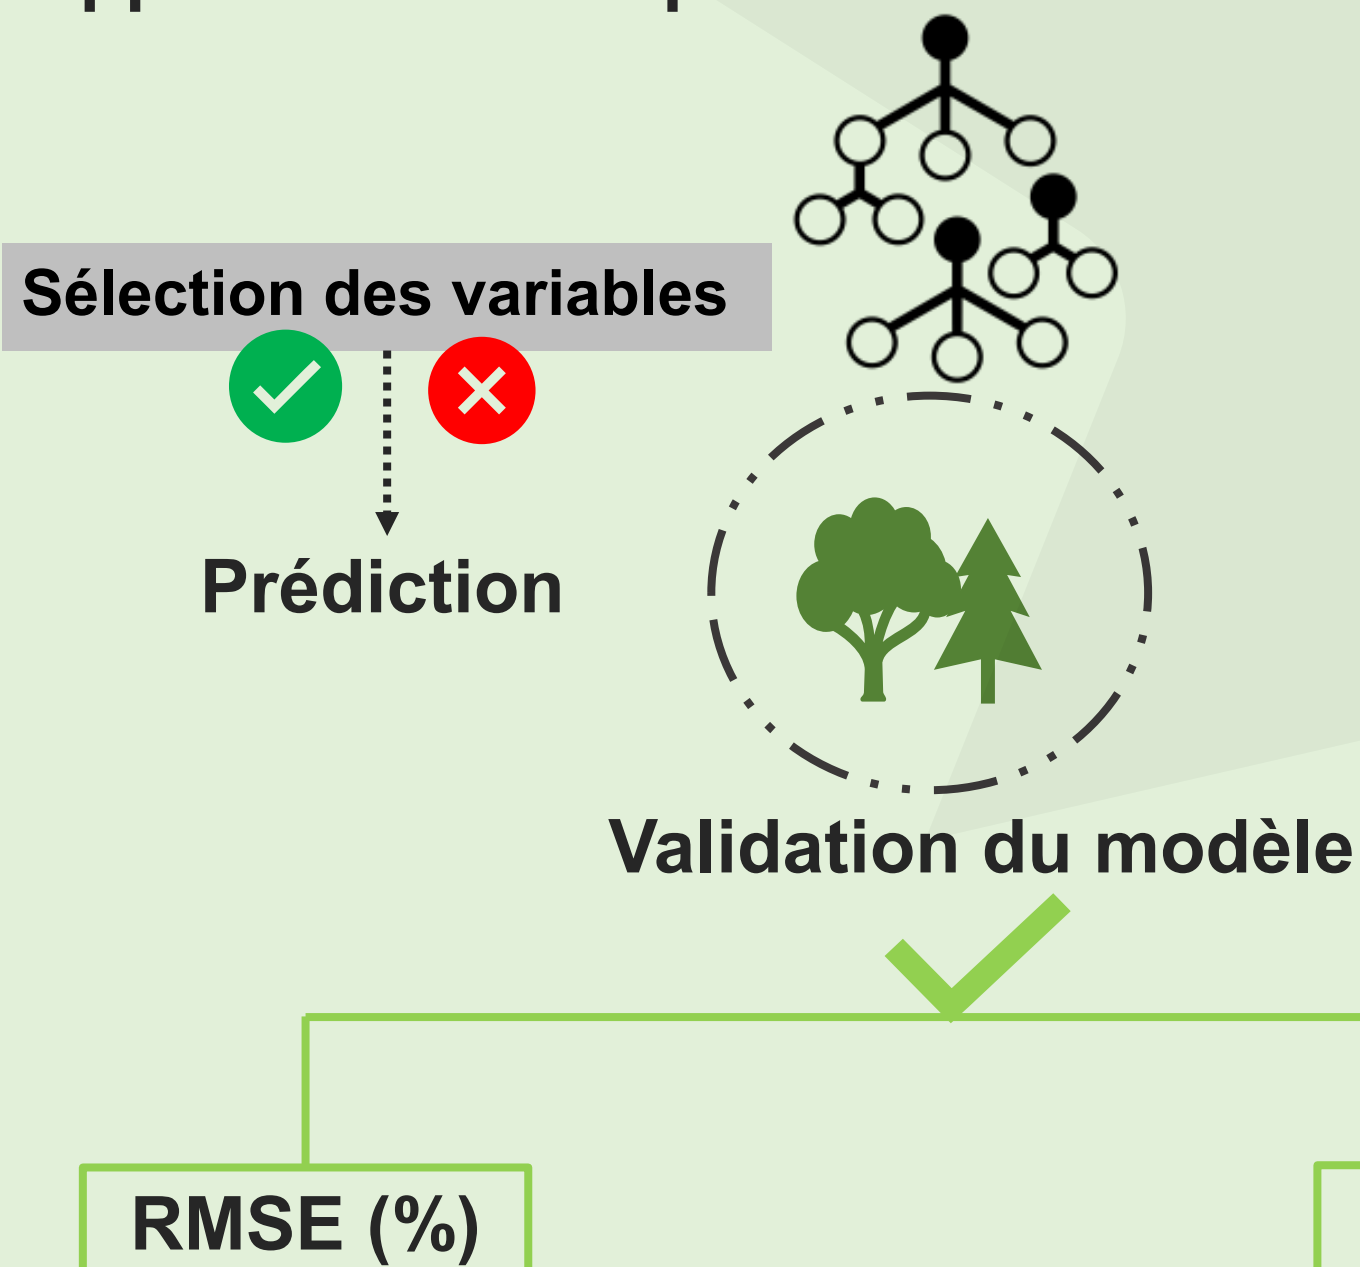 Sélection des variables
Prédiction
Validation du modèle
RMSE (%)